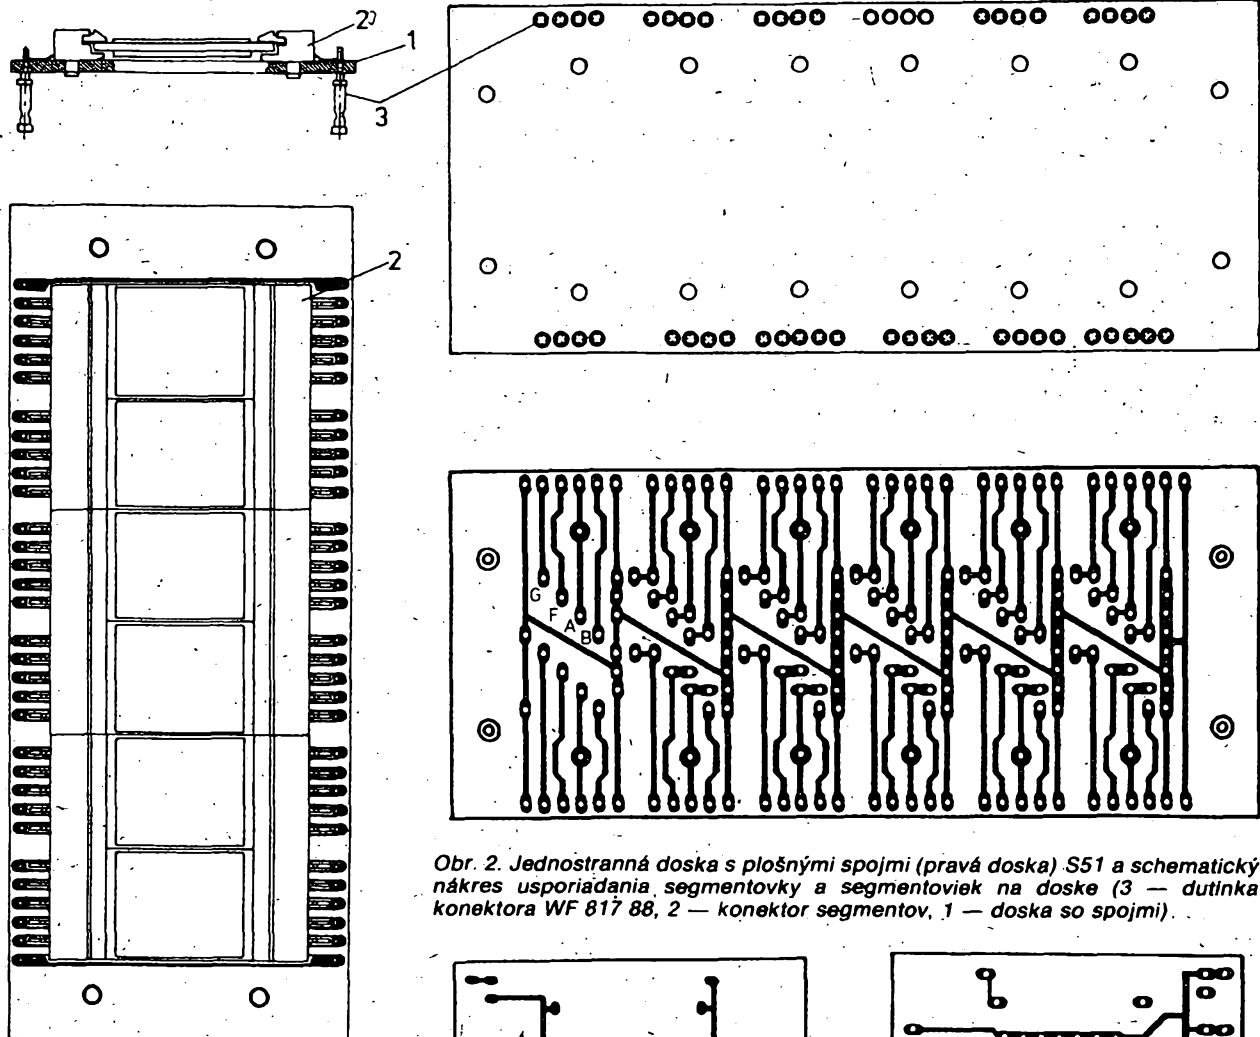 2)
1
3
2
G
F
A
B
Obr. 2. Jednostranná doska s plošnými spojmi (pravá doska) S51 a schematický
nákres usporiadania segmentovky a segmentoviek na doske (3 — dutinka
konektora WF 817 88, 2 — konektor segmentov, 1 — doska so spojmi)